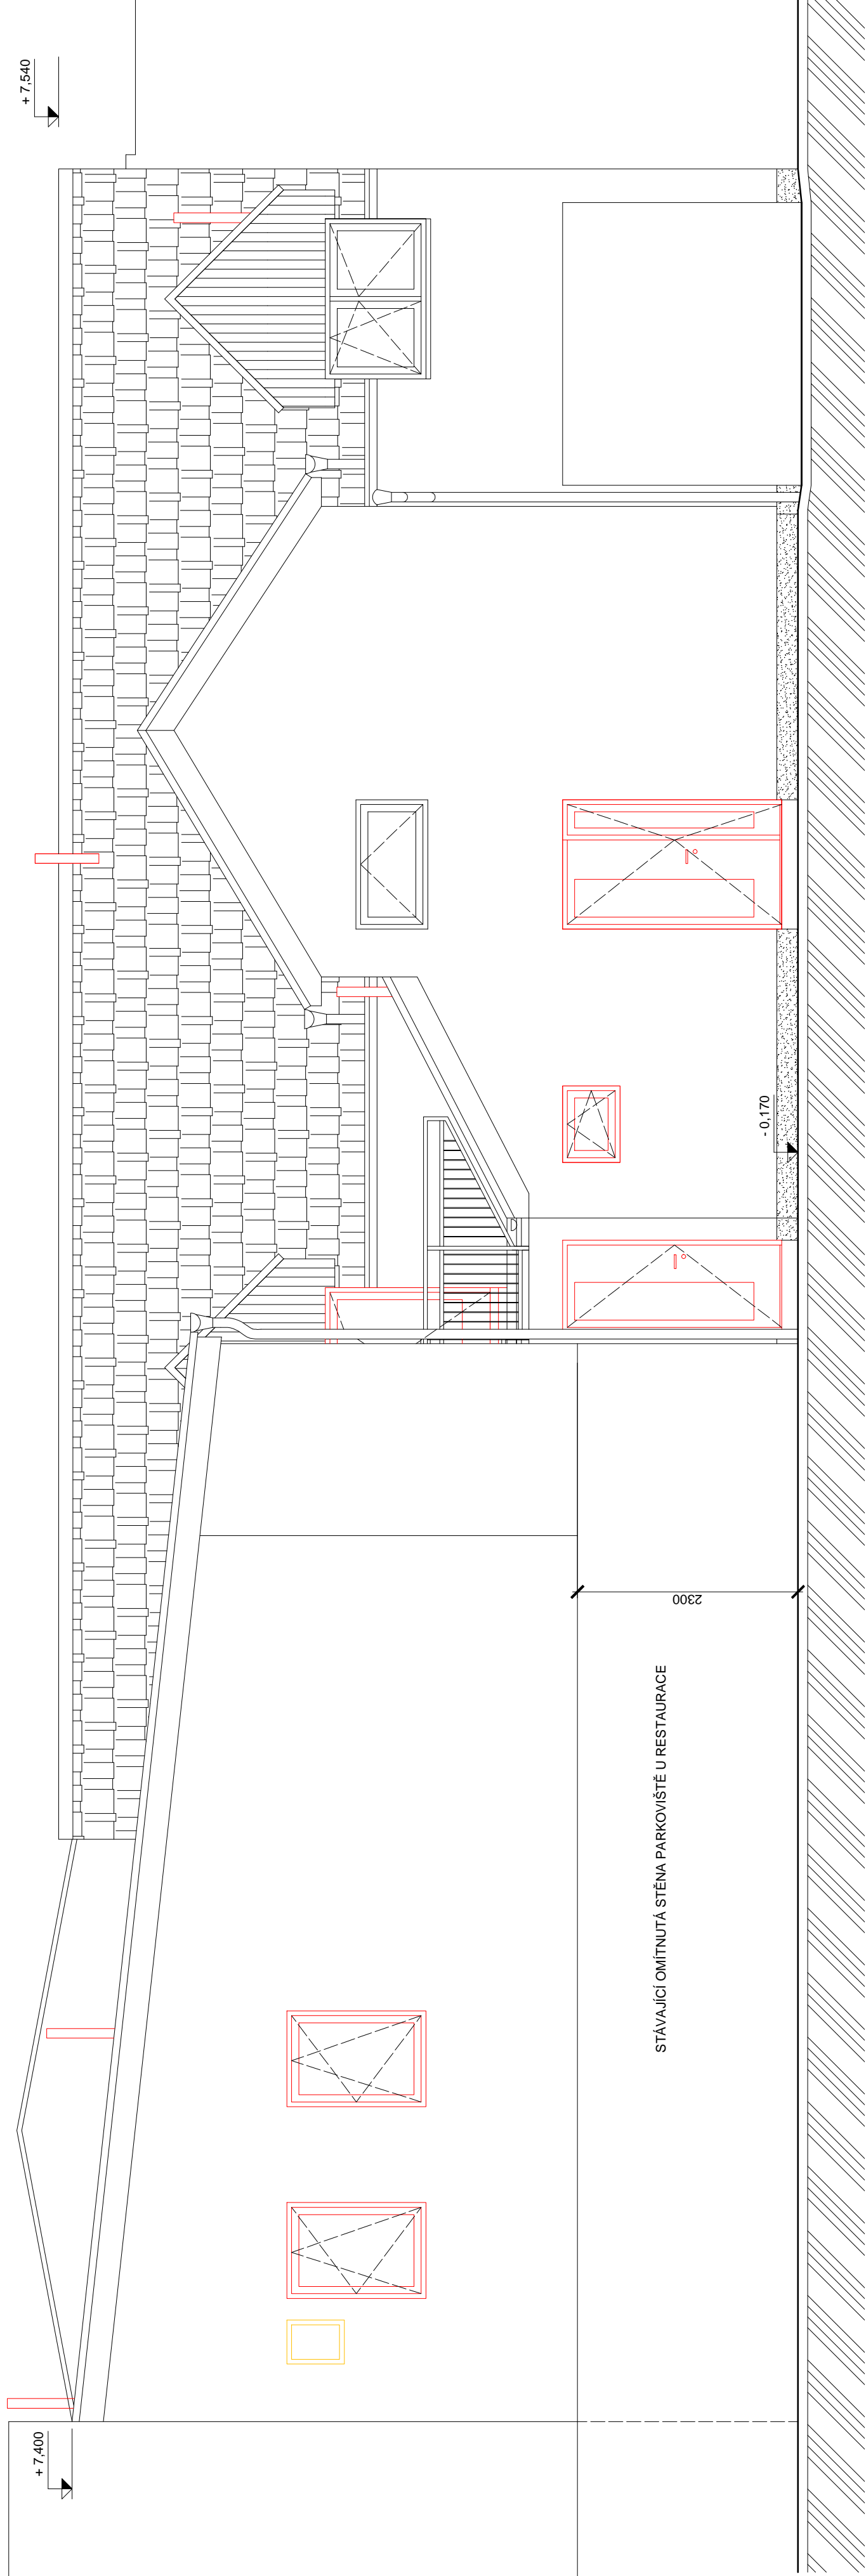 + 7,540
- 0,170
2300
STÁVAJÍCÍ OMÍTNUTÁ STĚNA PARKOVIŠTĚ U RESTAURACE
+ 7,400